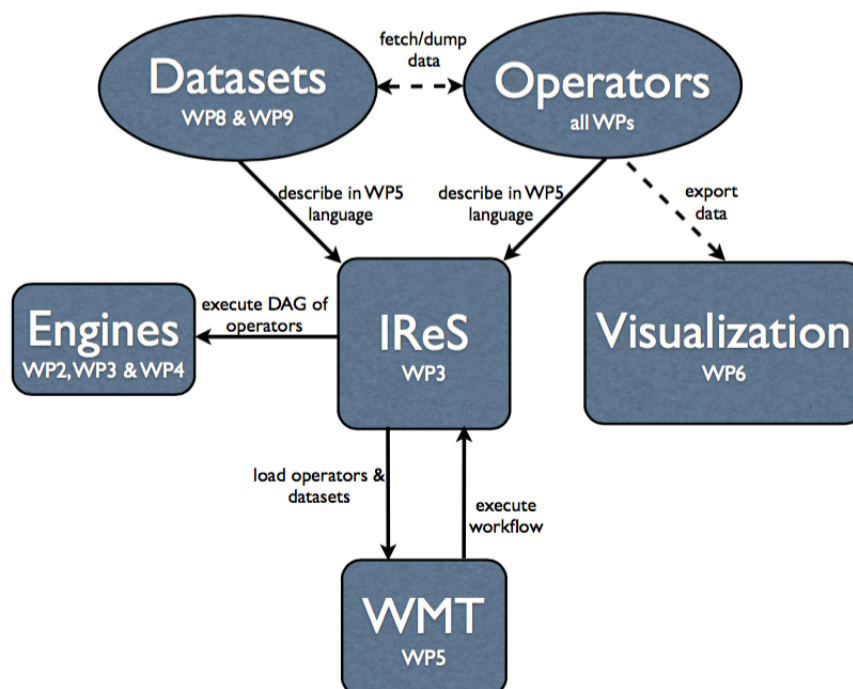 fetch/dump
data
Datasets
WP8 & WP9
Operators
all WPs
describe in WP5
language
describe in WP5
language
export
data
Engines
WP2, WP3 & WP4
execute DAG of
operators
IReS
WP3
Visualization
WP6
load operators &
datasets
execute
workflow
WMT
WP5